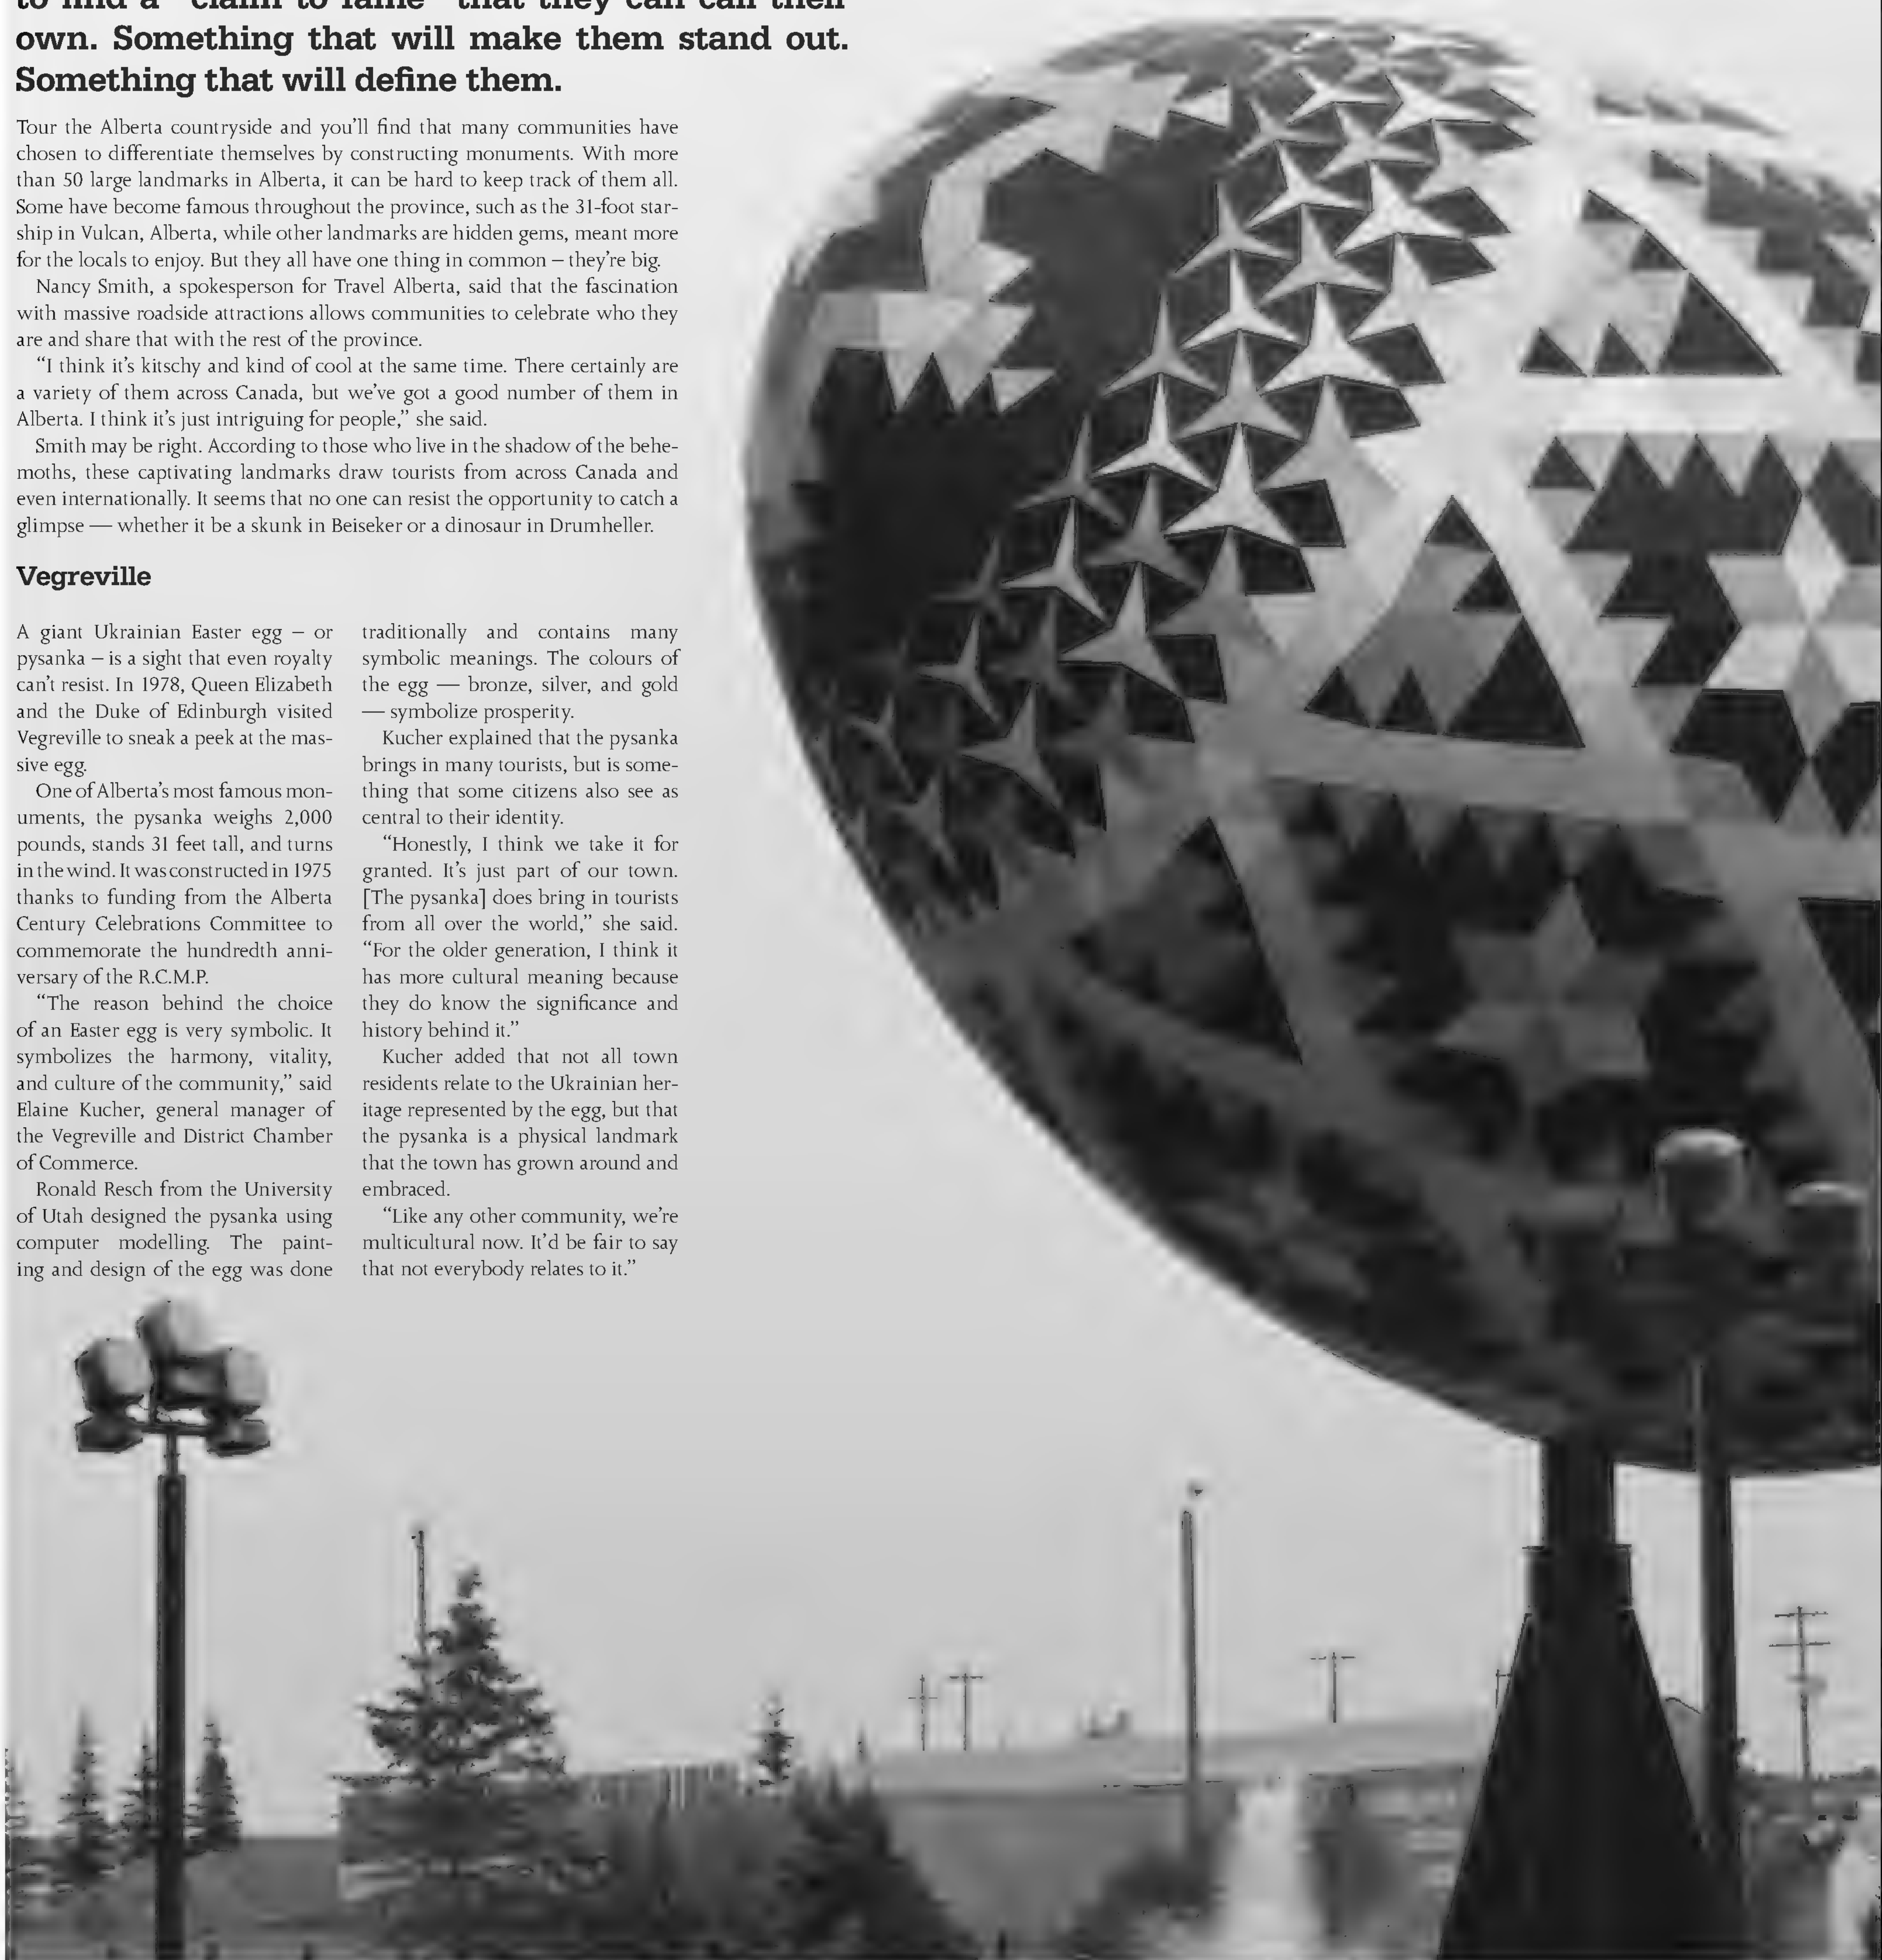 to find a "claim to fame" that they can call their
own. Something that will make them stand out.
Something that will define them.
Tour the Alberta countryside and you'll find that many communities have
chosen to differentiate themselves by constructing monuments. With more
than 50 large landmarks in Alberta, it can be hard to keep track of them all.
Some have become famous throughout the province, such as the 31-foot star-
ship in Vulcan, Alberta, while other landmarks are hidden gems, meant more
for the locals to enjoy. But they all have one thing in common – they're big.
Nancy Smith, a spokesperson for Travel Alberta, said that the fascination
with massive roadside attractions allows communities to celebrate who they
are and share that with the rest of the province.
"I think it's kitschy and kind of cool at the same time. There certainly are
a variety of them across Canada, but we've got a good number of them in
Alberta. I think it's just intriguing for people," she said.
Smith may be right. According to those who live in the shadow of the behe-
moths, these captivating landmarks draw tourists from across Canada and
even internationally. It seems that no one can resist the opportunity to catch a
glimpse — whether it be a skunk in Beiseker or a dinosaur in Drumheller.
Vegreville
A giant Ukrainian Easter egg – or
pysanka – is a sight that even royalty
can't resist. In 1978, Queen Elizabeth
and the Duke of Edinburgh visited
Vegreville to sneak a peek at the mas-
sive egg.
One of Alberta's most famous mon-
uments, the pysanka weighs 2,000
pounds, stands 31 feet tall, and turns
in the wind. It was constructed in 1975
thanks to funding from the Alberta
Century Celebrations Committee to
commemorate the hundredth anni-
versary of the R.C.M.P.
"The reason behind the choice
of an Easter egg is very symbolic. It
symbolizes the harmony, vitality,
and culture of the community," said
Elaine Kucher, general manager of
the Vegreville and District Chamber
of Commerce.
Ronald Resch from the University
of Utah designed the pysanka using
computer modelling. The paint-
ing and design of the egg was done
traditionally and contains many
symbolic meanings. The colours of
the egg — bronze, silver, and gold
— symbolize prosperity.
Kucher explained that the pysanka
brings in many tourists, but is some-
thing that some citizens also see as
central to their identity.
"Honestly, I think we take it for
granted. It's just part of our town.
[The pysanka] does bring in tourists
from all over the world," she said.
"For the older generation, I think it
has more cultural meaning because
they do know the significance and
history behind it."
Kucher added that not all town
residents relate to the Ukrainian her-
itage represented by the egg, but that
the pysanka is a physical landmark
that the town has grown around and
embraced.
"Like any other community, we're
multicultural now. It'd be fair to say
that not everybody relates to it."